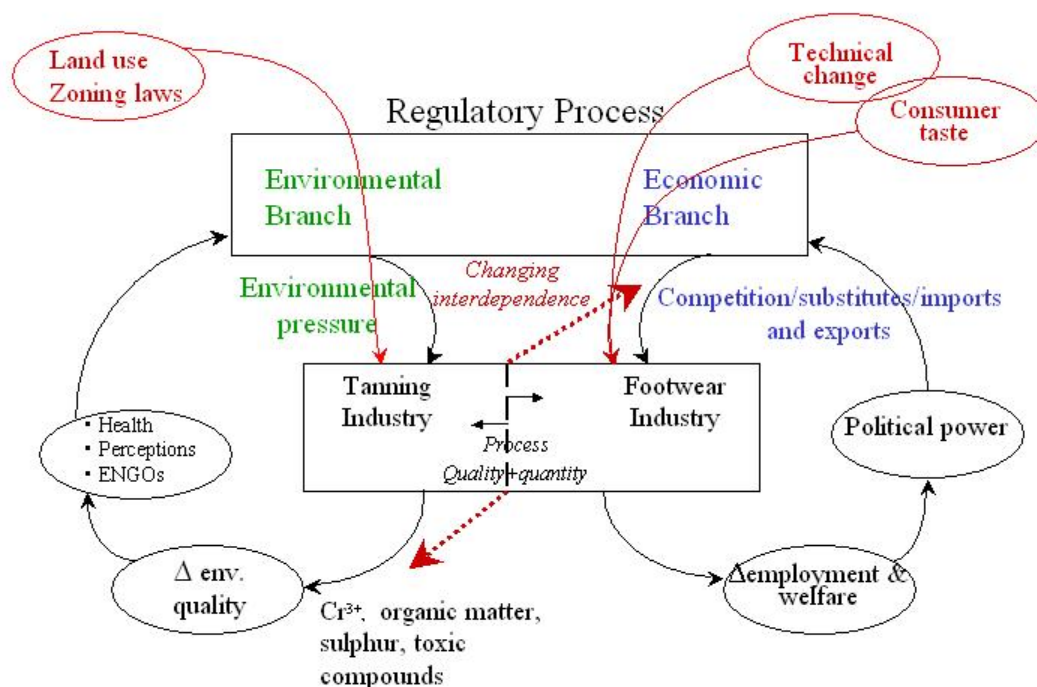 Land use
Zoning laws
Technical
change
Consumer
taste
Regulatory Process
Environmental
Branch
Economic
Branch
Changing
interdependence
Environmental
pressure
Competition/substitutes/imports
and exports
Tanning
Industry
Footwear
Industry
Process
Quality+quantity
▪ Health
▪ Perceptions
▪ ENGOs
Political power
Δ env.
quality
Cr³⁺, organic matter,
sulphur, toxic
compounds
Δemployment &
welfare